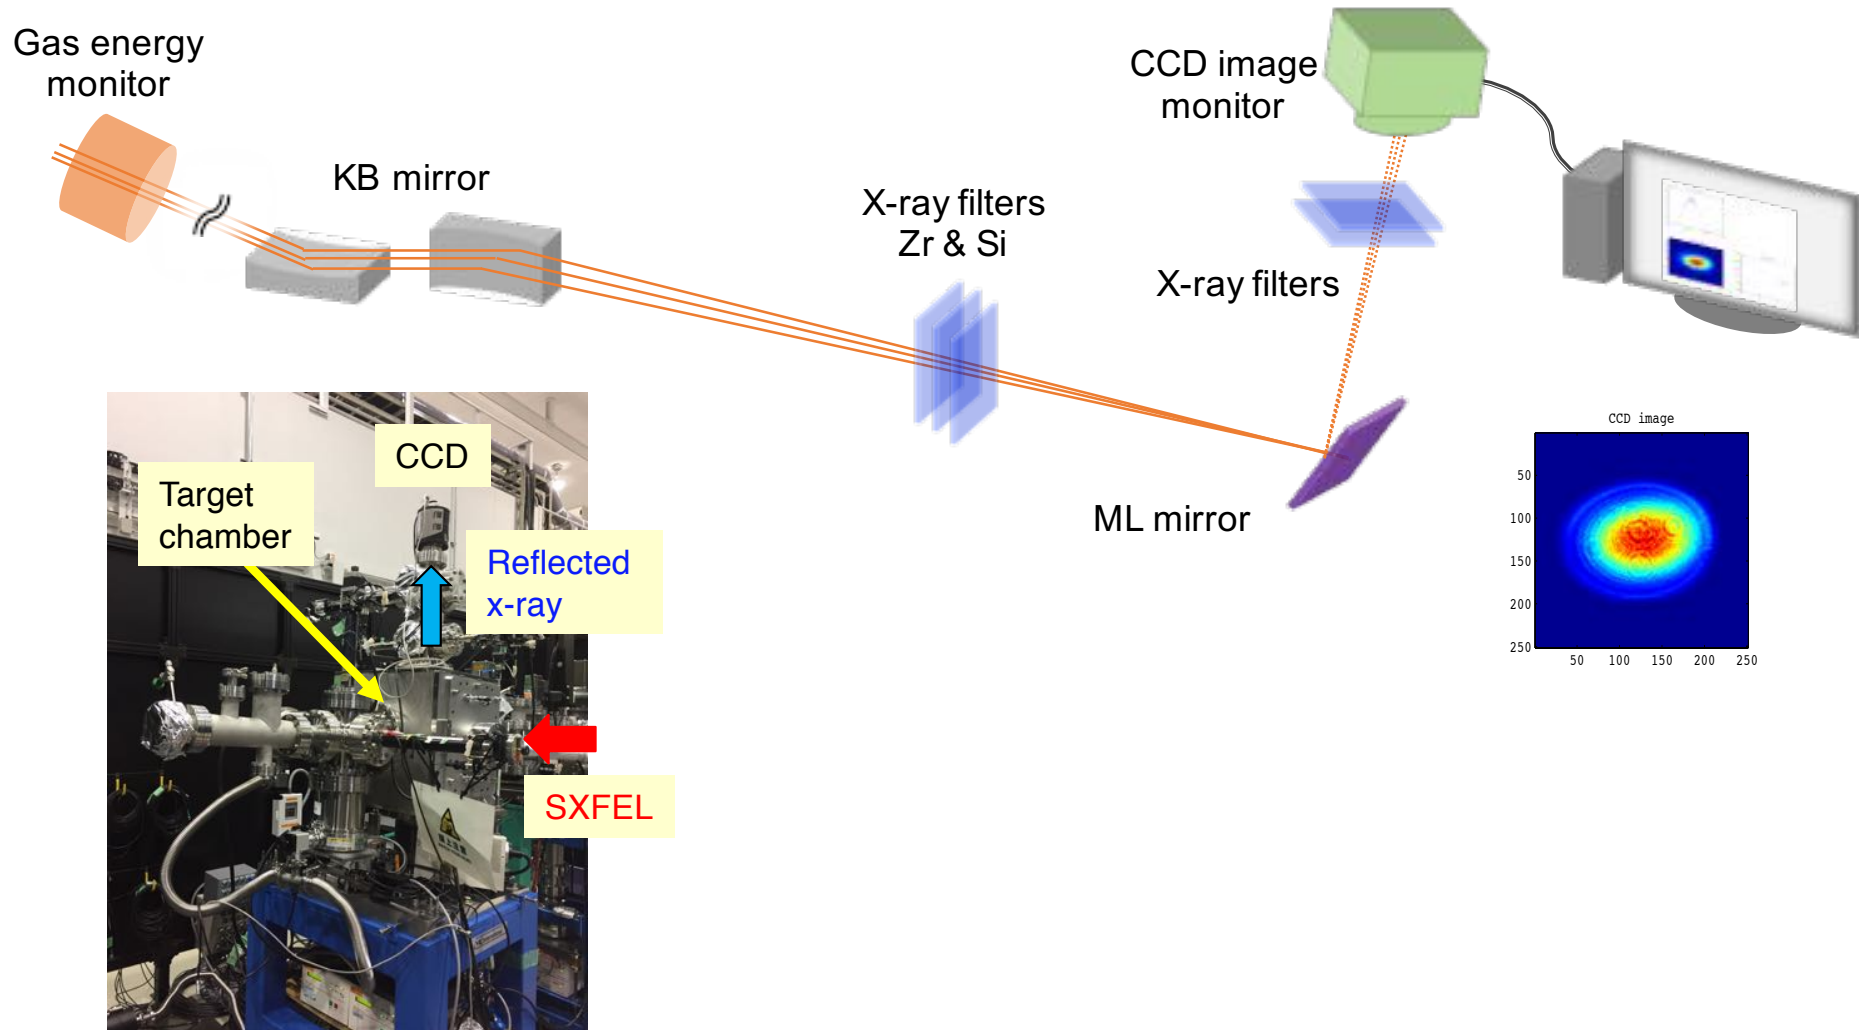 Gas energy
monitor
KB mirror
X-ray filters
Zr & Si
CCD image
monitor
X-ray filters
ML mirror
CCD image
50
100
150
200
250
50 100 150 200 250
CCD
Target
chamber
Reflected
x-ray
SXFEL